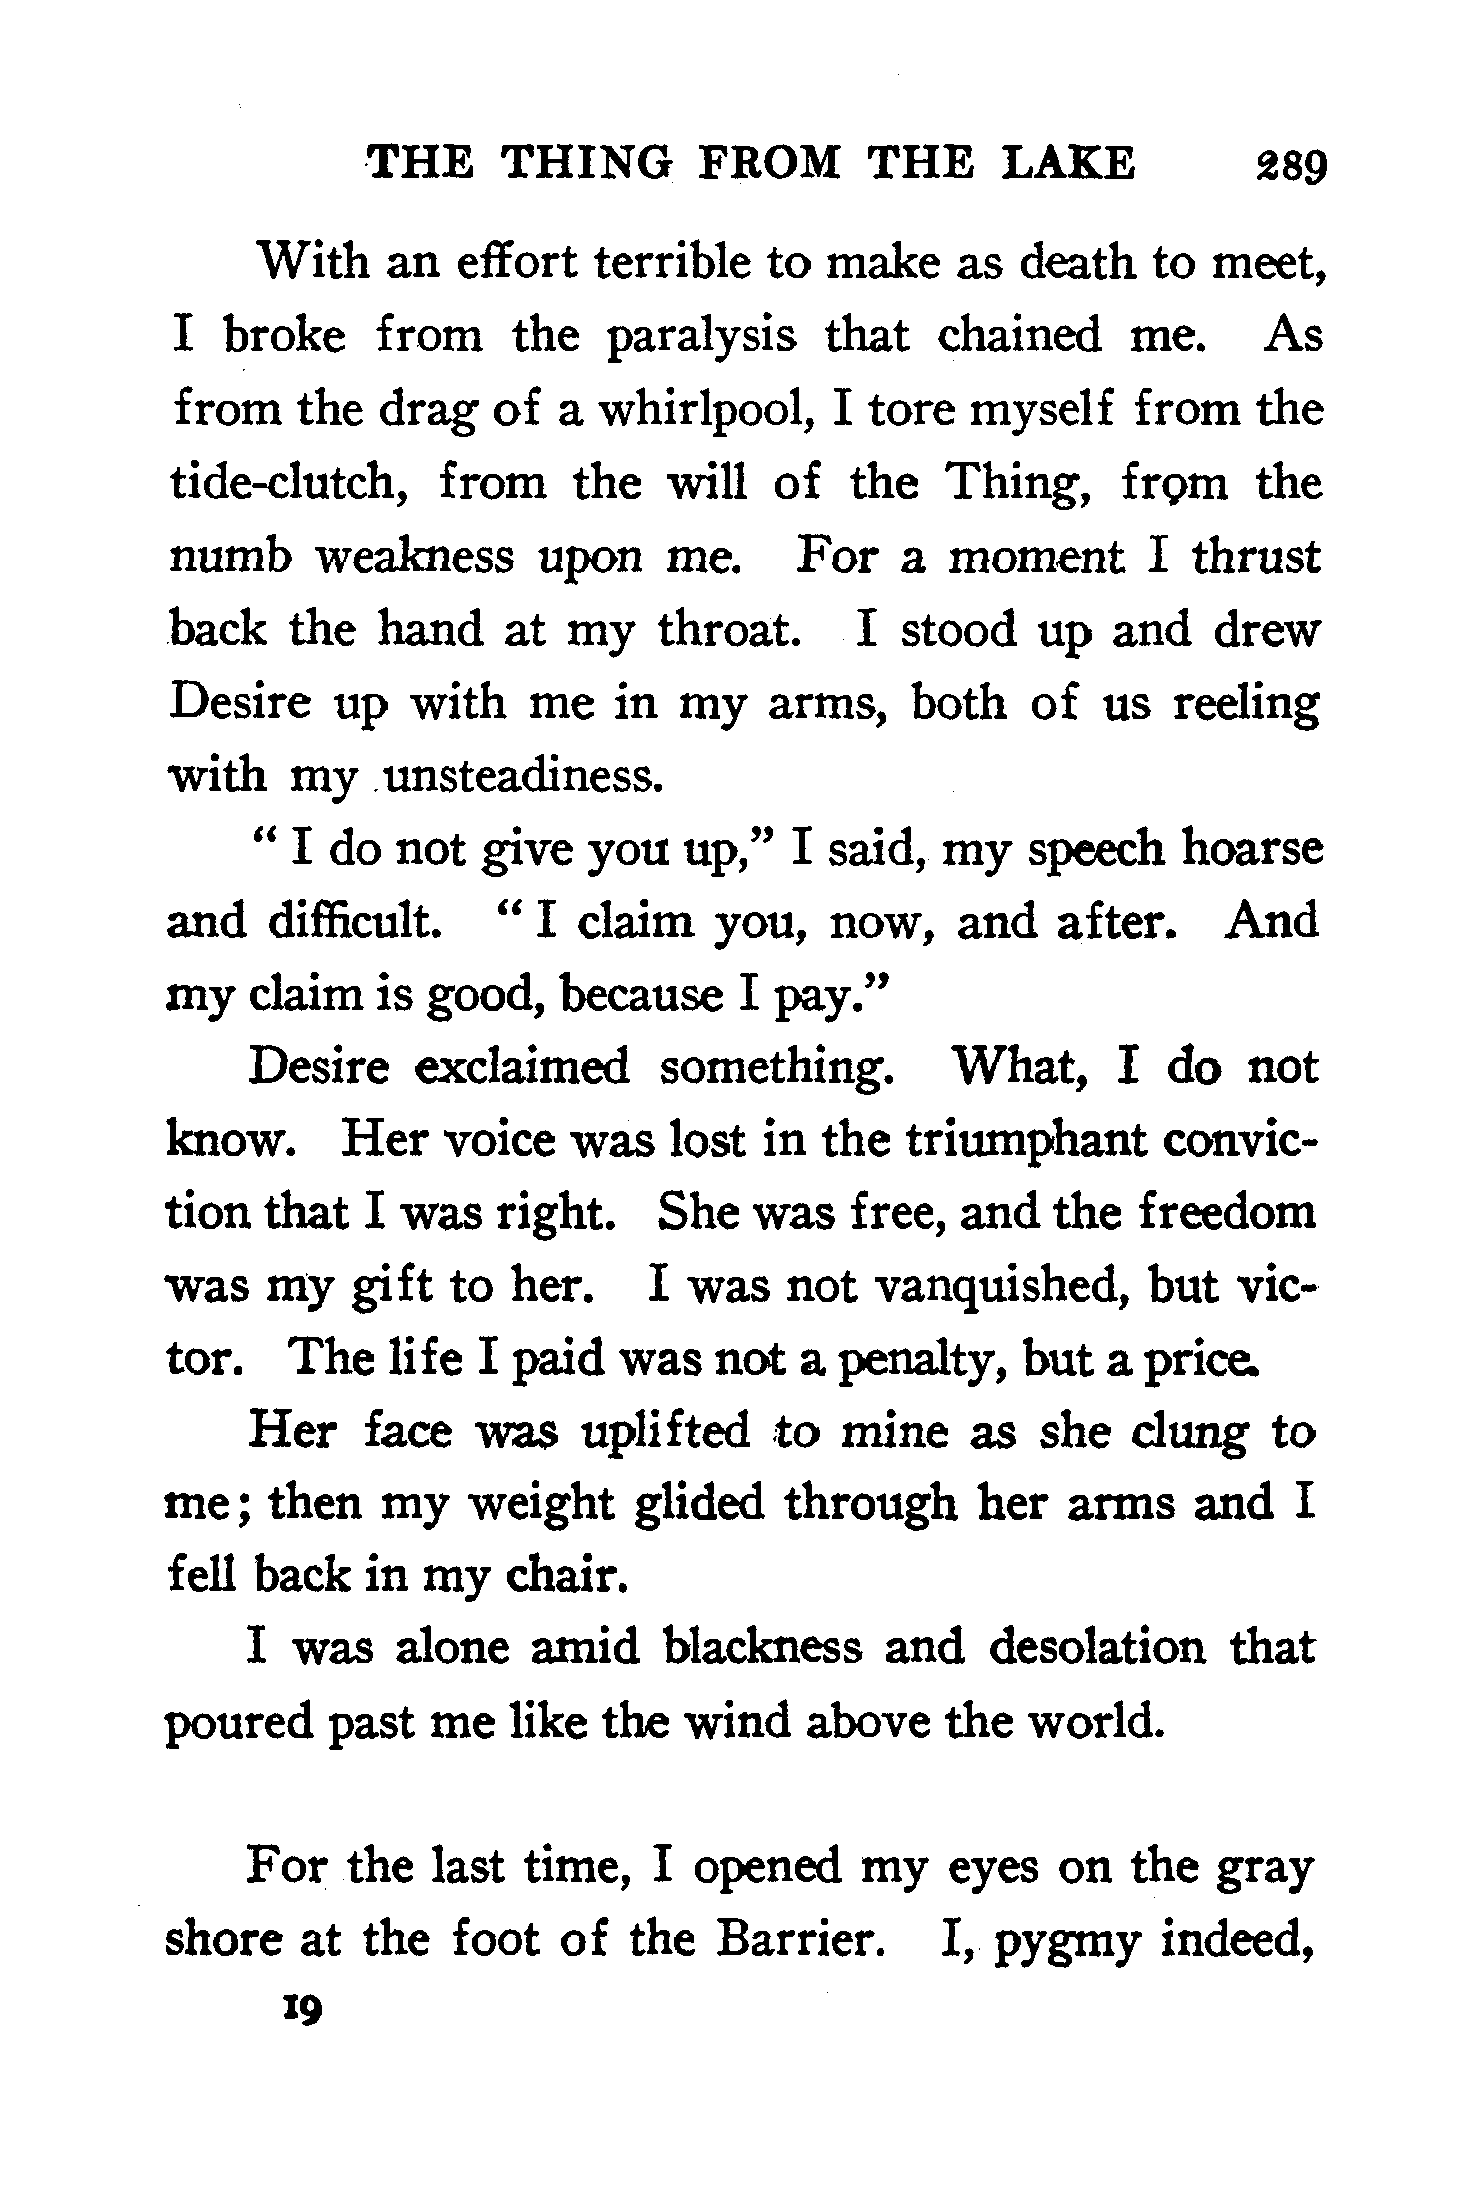 THE THING FROM THE LAKE 289
With an effort terrible to make as death to meet,
I broke from the paralysis that chained me. As
from the drag of a whirlpool, I tore myself from the
tide-clutch, from the will of the Thing, from the
numb weakness upon me. For a moment I thrust
back the hand at my throat. I stood up and drew
Desire up with me in my arms, both of us reeling
with my unsteadiness.
“ I do not give you up,” I said, my speech hoarse
and difficult. “ I claim you, now, and after. And
my claim is good, because I pay.”
Desire exclaimed something. What, I do not
know. Her voice was lost in the triumphant convic-
tion that I was right. She was free, and the freedom
was my gift to her. I was not vanquished, but vic-
tor. The life I paid was not a penalty, but a price.
Her face was uplifted to mine as she clung to
me; then my weight glided through her arms and I
fell back in my chair.
I was alone amid blackness and desolation that
poured past me like the wind above the world.
For the last time, I opened my eyes on the gray
shore at the foot of the Barrier. I, pygmy indeed,
19